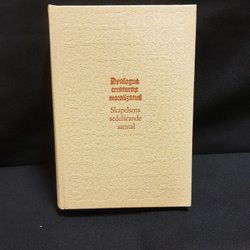 Dyalogus
creaturarum
moralizatus
Skapelsens
sedelärande
samtal